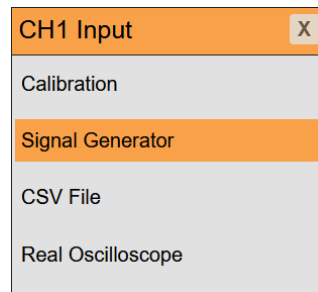 CH1 Input X
Calibration
Signal Generator
CSV File
Real Oscilloscope